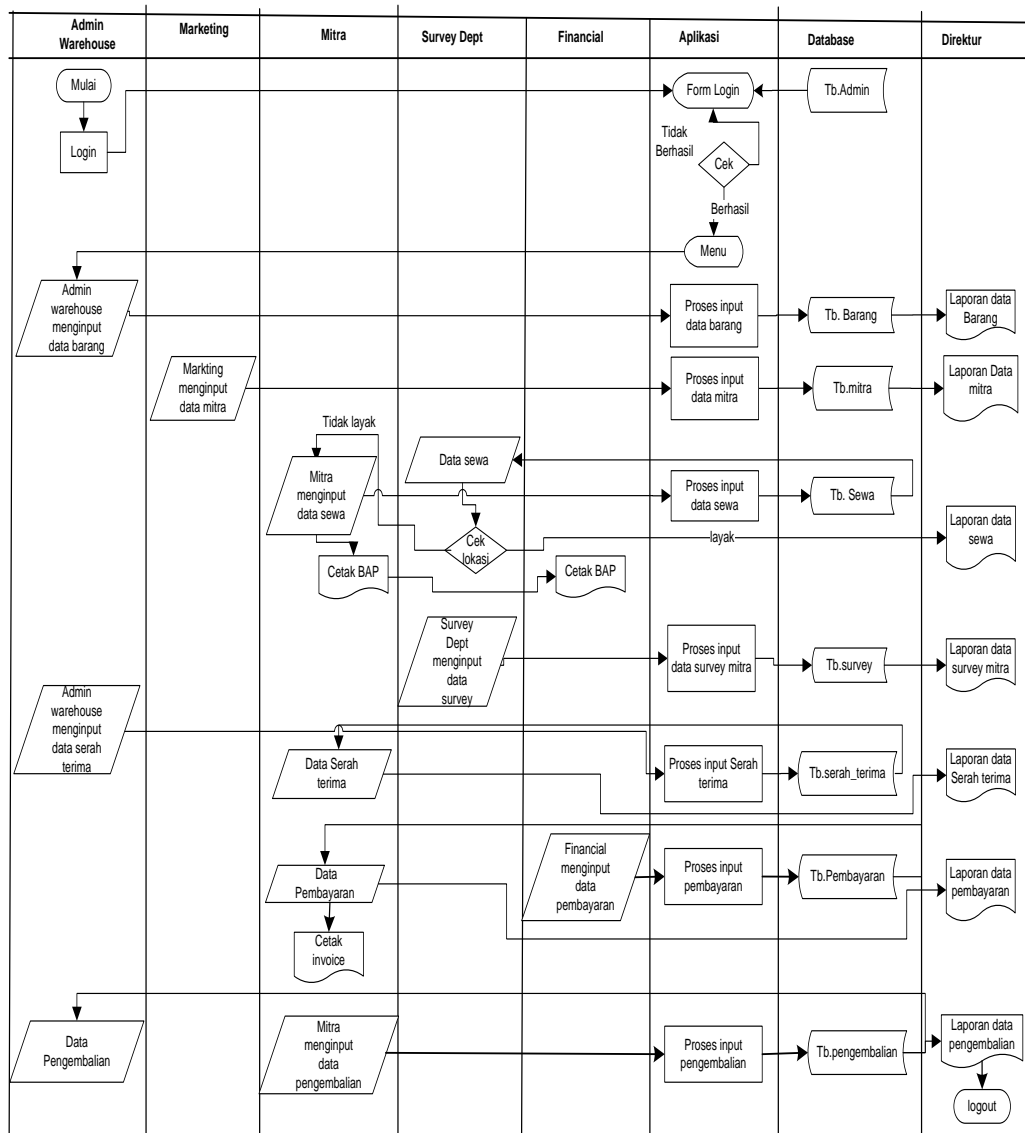 Admin
Warehouse
Marketing
Mitra
Survey Dept
Financial
Aplikasi
Database
Direktur
Mulai
Form Login
Tb.Admin
Login
Tidak
Berhasil
Cek
Berhasil
Menu
Admin
warehouse
menginput
data barang
Proses input
data barang
Tb. Barang
Laporan data
Barang
Markting
menginput
data mitra
Proses input
data mitra
Tb.mitra
Laporan Data
mitra
Tidak layak
Data sewa
Mitra
menginput
data sewa
Proses input
data sewa
Tb. Sewa
Cek
lokasi
layak
Laporan data
sewa
Cetak BAP
Cetak BAP
Survey
Dept
menginput
data
survey
Proses input
data survey mitra
Tb.survey
Laporan data
survey mitra
Admin
warehouse
menginput
data serah
terima
Data Serah
terima
Proses input Serah
terima
Tb.serah_terima
Laporan data
Serah terima
Data
Pembayaran
Financial
menginput
data
pembayaran
Proses input
pembayaran
Tb.Pembayaran
Laporan data
pembayaran
Cetak
invoice
Data
Pengembalian
Mitra
menginput
data
pengembalian
Proses input
pengembalian
Tb.pengembalian
Laporan data
pengembalian
logout